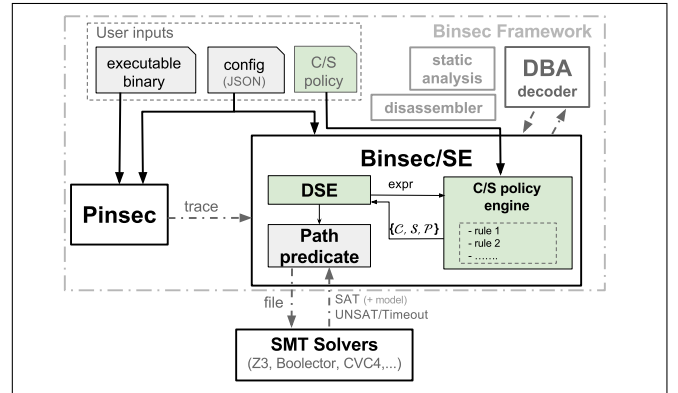 User inputs
Binsec Framework
executable
binary
config
(JSON)
C/S
policy
static
analysis
disassembler
DBA
decoder
Binsec/SE
Pinsec
trace
DSE
expr
C/S policy
engine
- rule 1
- rule 2
- .......
{C, S, P}
Path
predicate
file
SAT (+ model)
UNSAT/Timeout
SMT Solvers
(Z3, Boolector, CVC4,...)